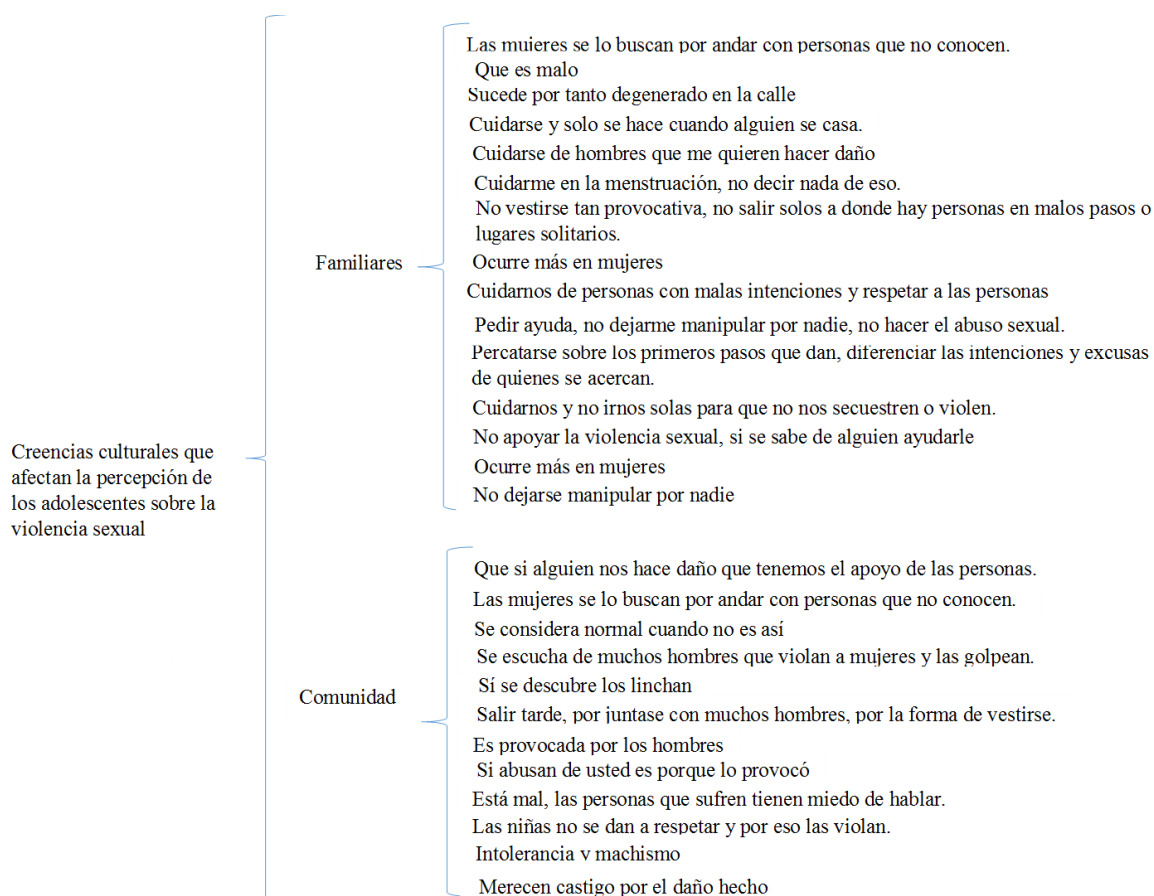 Las mujeres se lo buscan por andar con personas que no conocen.
Que es malo
Sucede por tanto degenerado en la calle
Cuidarse y solo se hace cuando alguien se casa.
Cuidarse de hombres que me quieren hacer daño
Cuidarme en la menstruación, no decir nada de eso.
No vestirse tan provocativa, no salir solos a donde hay personas en malos pasos o
lugares solitarios.
Familiares
Ocurre más en mujeres
Cuidarnos de personas con malas intenciones y respetar a las personas
Pedir ayuda, no dejarme manipular por nadie, no hacer el abuso sexual.
Percatarse sobre los primeros pasos que dan, diferenciar las intenciones y excusas
de quienes se acercan.
Cuidarnos y no irnos solas para que no nos secuestren o violen.
No apoyar la violencia sexual, si se sabe de alguien ayudarle
Ocurre más en mujeres
No dejarse manipular por nadie
Creencias culturales que
afectan la percepción de
los adolescentes sobre la
violencia sexual
Que si alguien nos hace daño que tenemos el apoyo de las personas.
Las mujeres se lo buscan por andar con personas que no conocen.
Se considera normal cuando no es así
Se escucha de muchos hombres que violan a mujeres y las golpean.
Comunidad
Sí se descubre los linchan
Salir tarde, por juntase con muchos hombres, por la forma de vestirse.
Es provocada por los hombres
Si abusan de usted es porque lo provocó
Está mal, las personas que sufren tienen miedo de hablar.
Las niñas no se dan a respetar y por eso las violan.
Intolerancia y machismo
Merecen castigo por el daño hecho